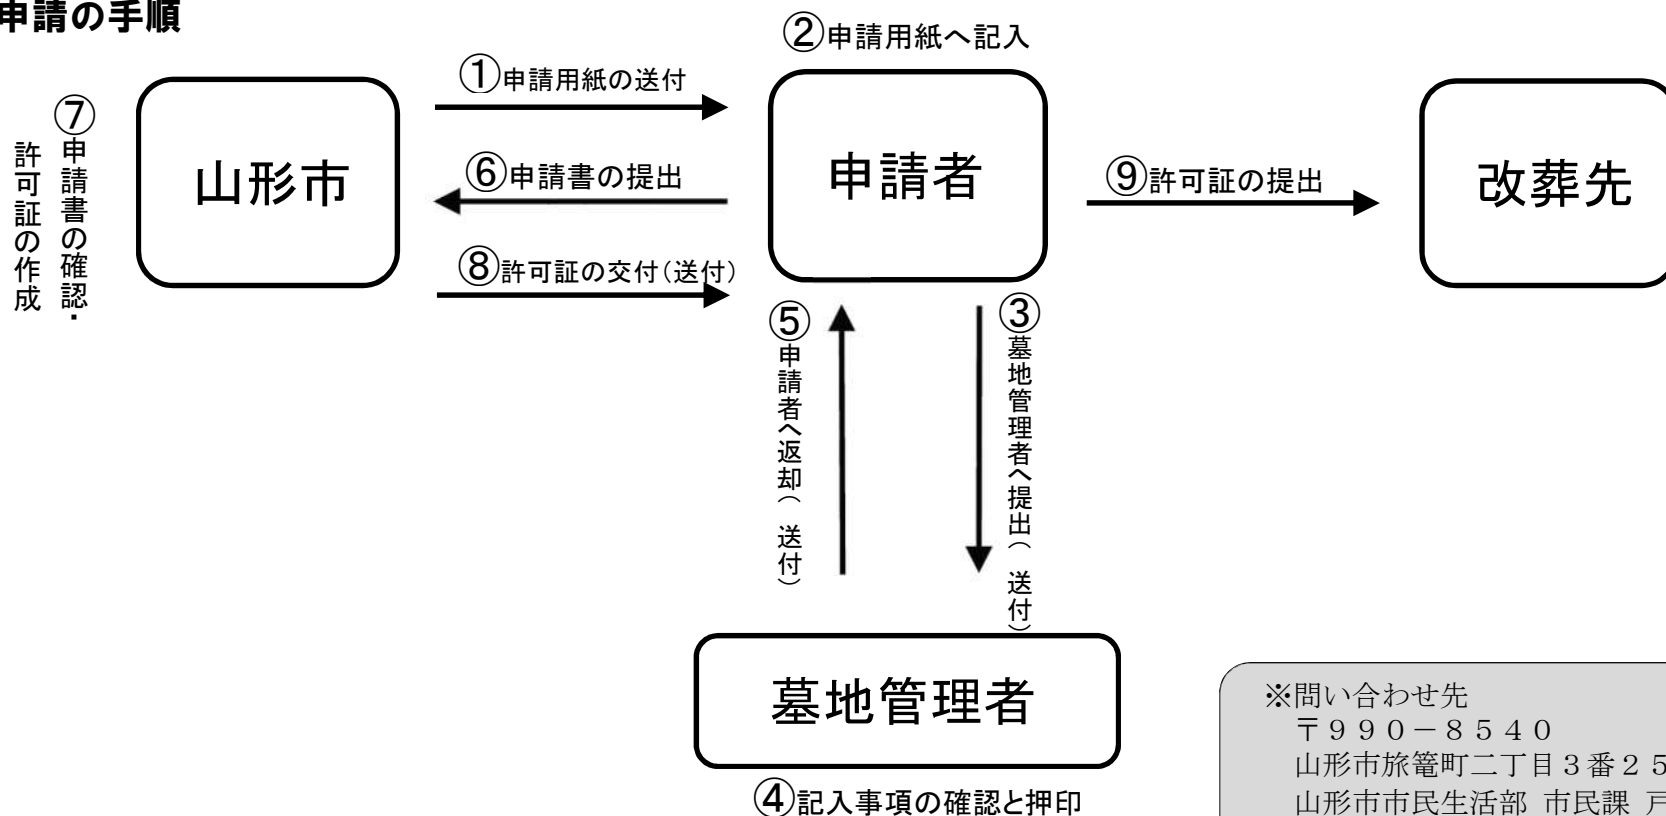 申請の手順
②申請用紙へ記入
①申請用紙の送付
⑦申請書の確認・
許可証の作成
山形市
申請者
改葬先
⑥申請書の提出
⑨許可証の提出
⑧許可証の交付(送付)
⑤申請者へ返却(送付)
③墓地管理者へ提出(送付)
墓地管理者
④記入事項の確認と押印
※問い合わせ先
〒990-8540
山形市旅篭町二丁目3番25
山形市市民生活部 市民課 戸